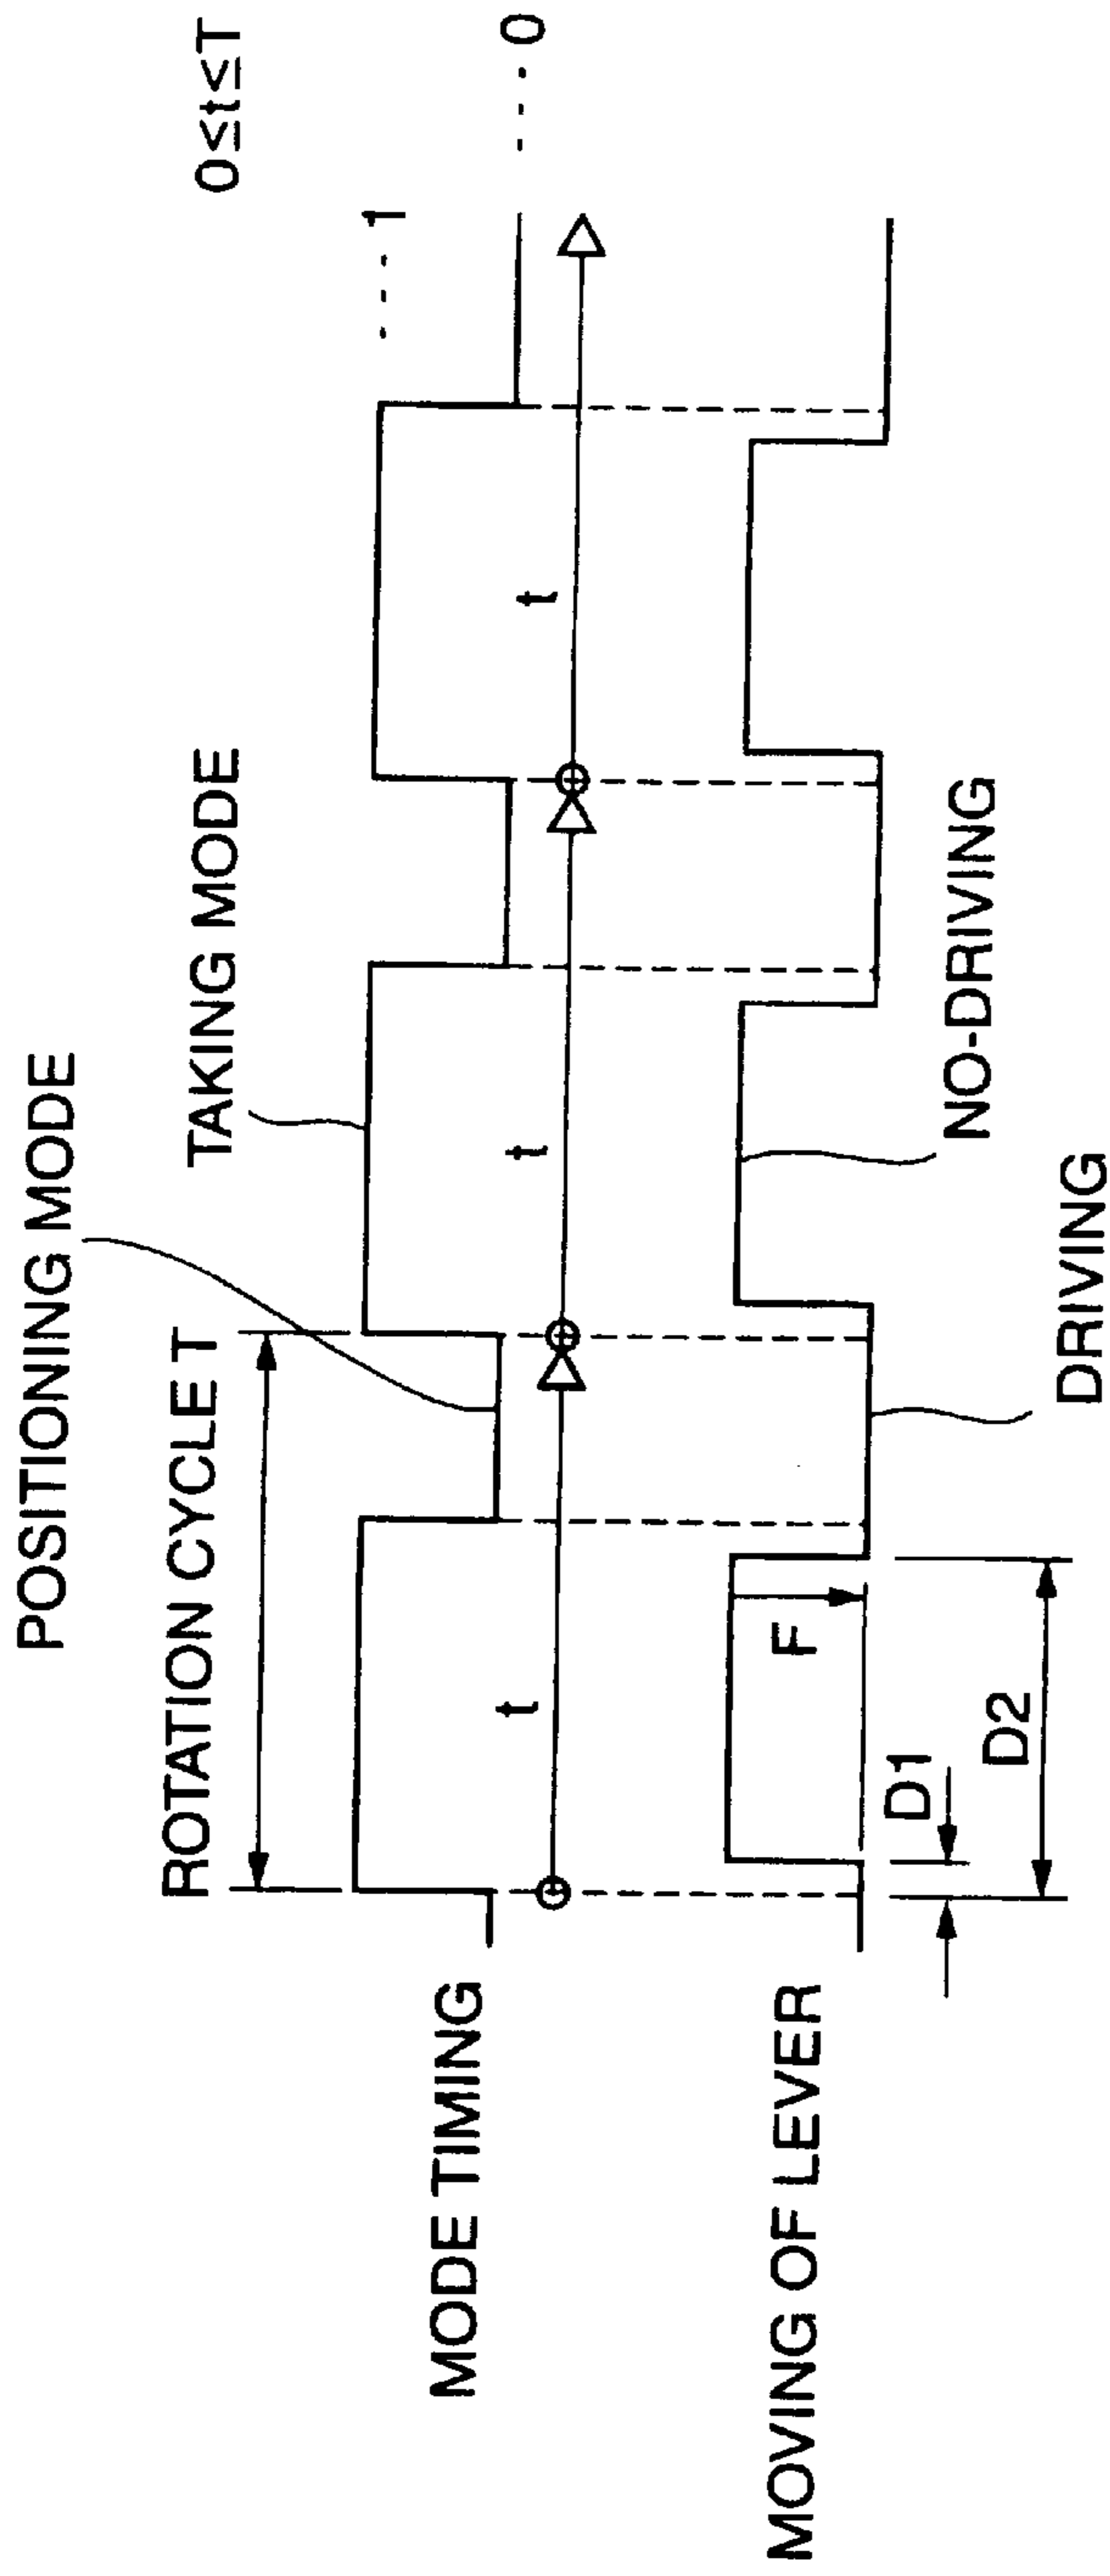 POSITIONING MODE
TAKING MODE
0≤t≤T
ROTATION CYCLE T
- - - 1
MODE TIMING
- - - 0
t
t
t
MOVING OF LEVER
F
D1
NO-DRIVING
D2
DRIVING